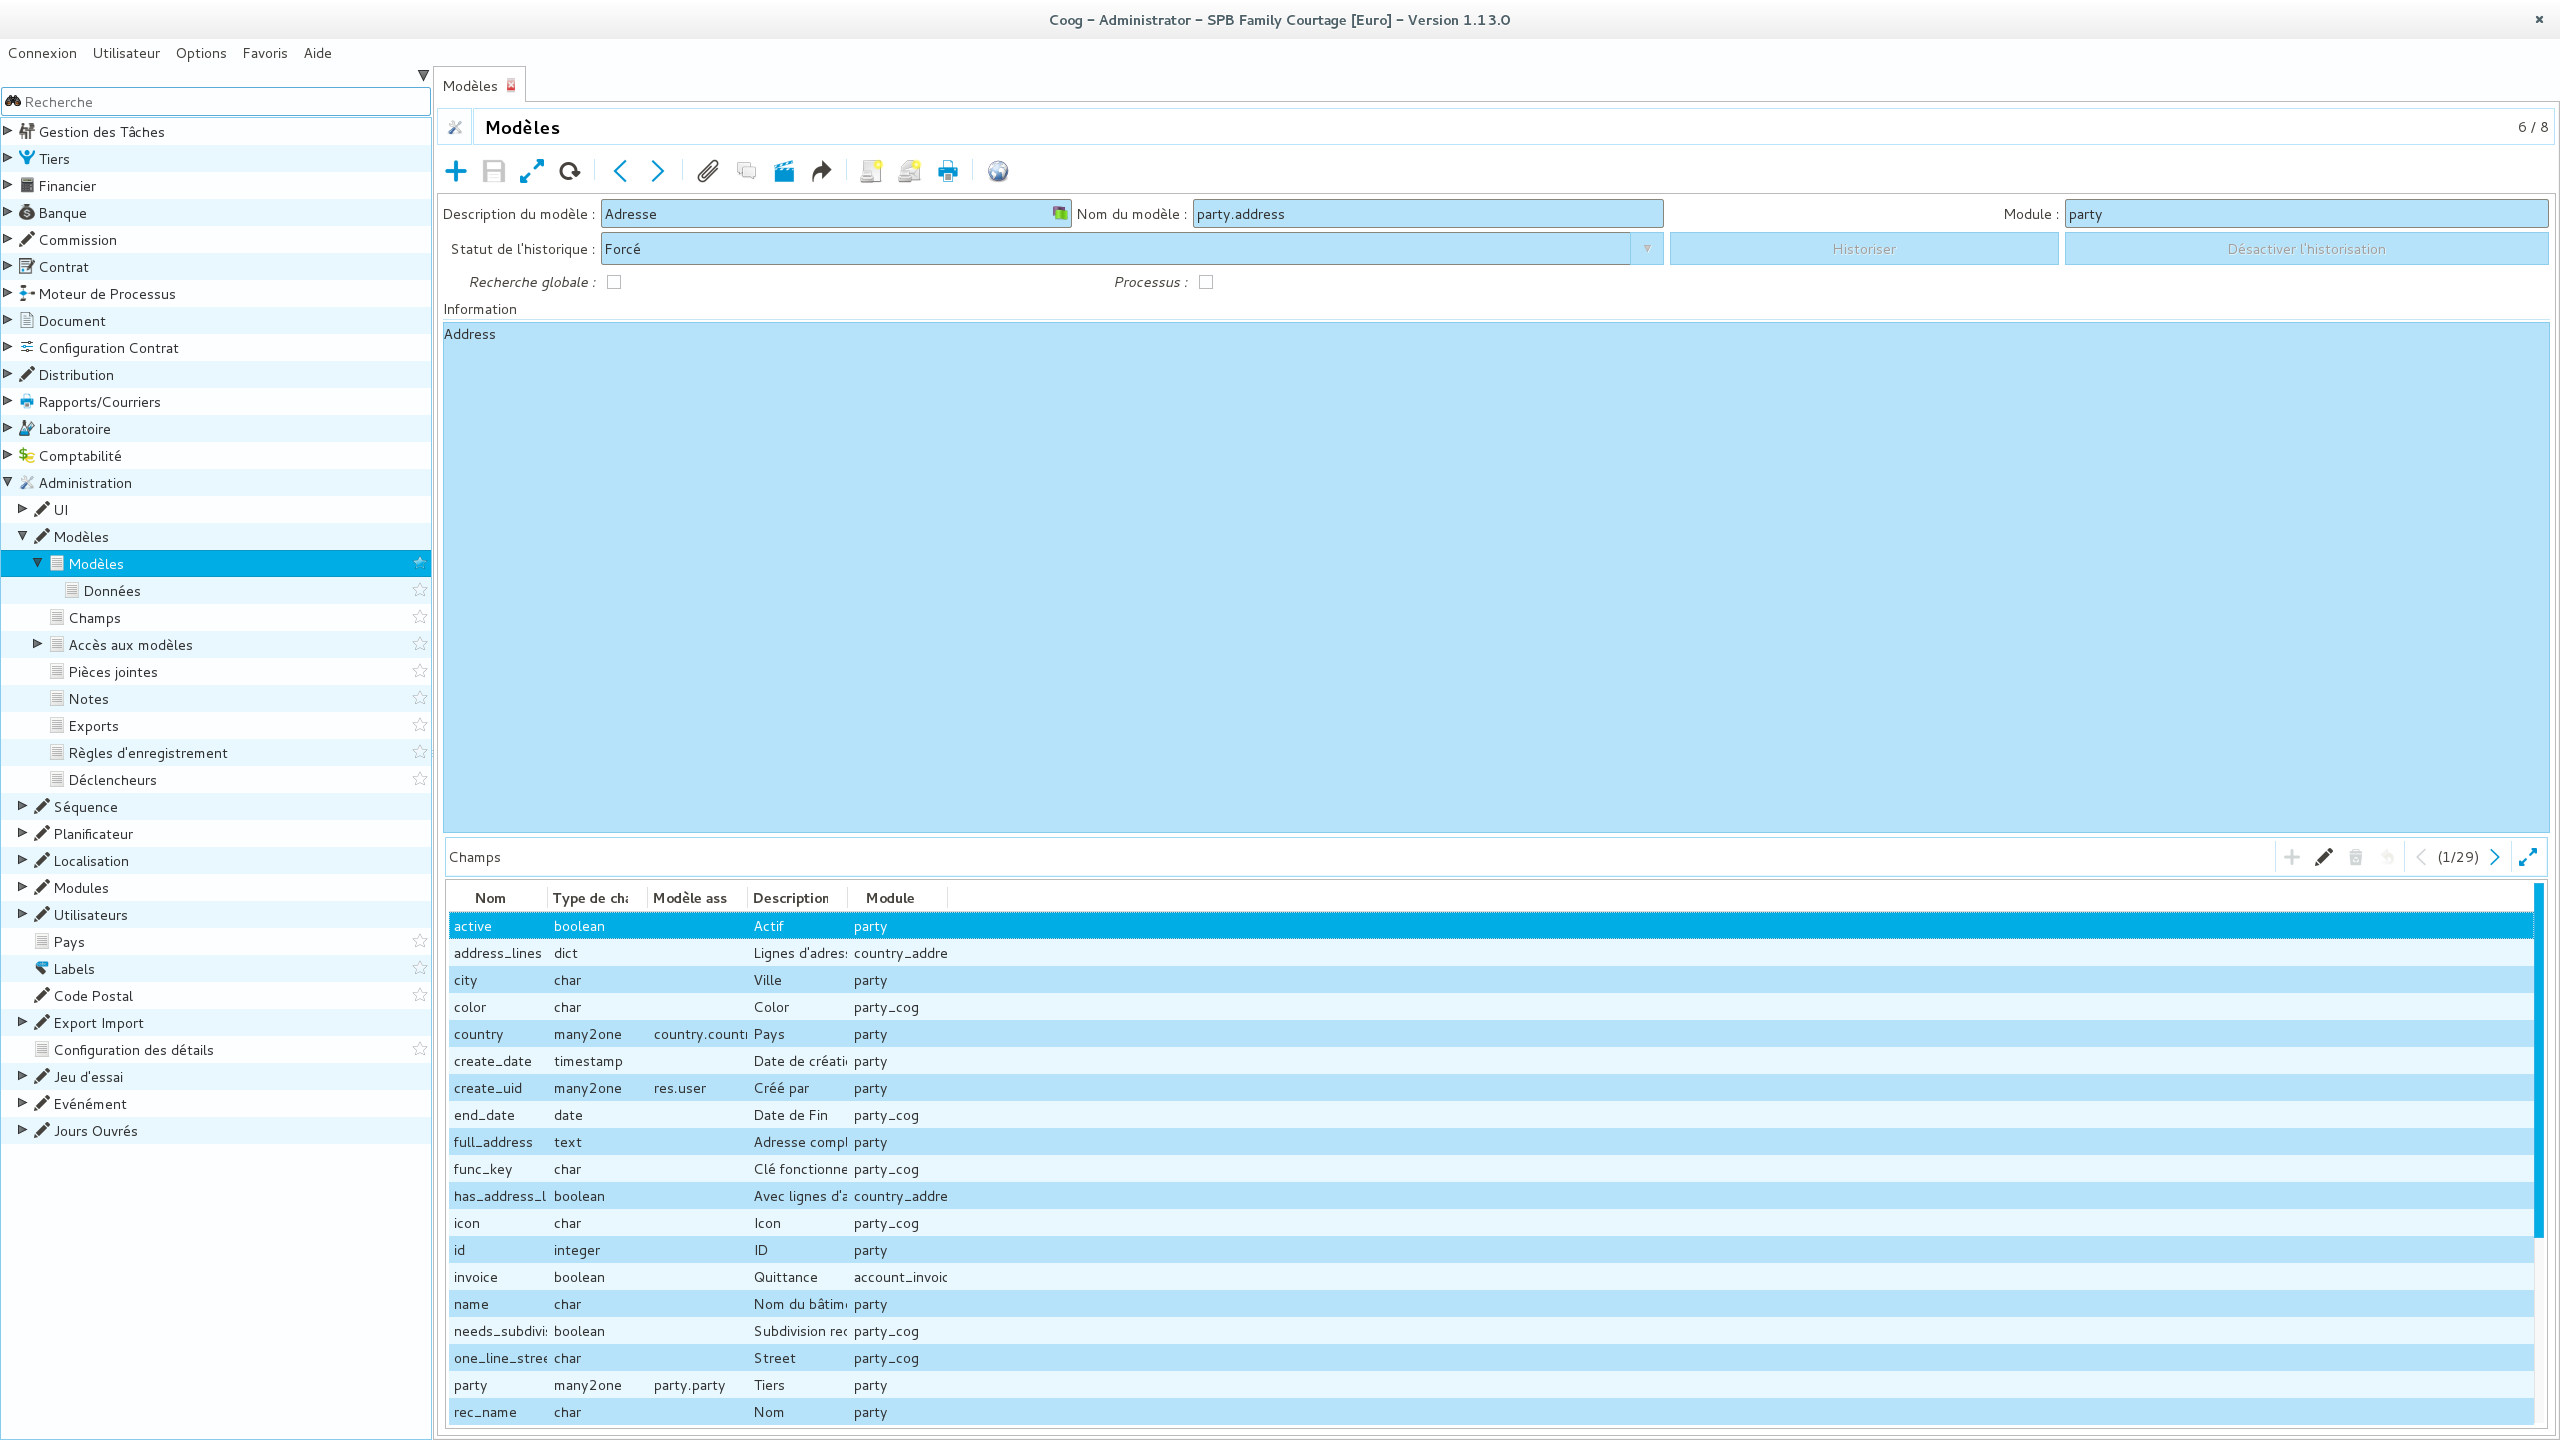 Coog – Administrator – SPB Family Courtage [Euro] – Version 1.13.0
Connexion Utilisateur Options Favoris Aide
Recherche
Gestion des Tâches
Tiers
Financier
Banque
Commission
Contrat
Moteur de Processus
Document
Configuration Contrat
Distribution
Rapports/Courriers
Laboratoire
Comptabilité
Administration
UI
Modèles
Modèles
Données
Champs
Accès aux modèles
Pièces jointes
Notes
Exports
Règles d'enregistrement
Déclencheurs
Séquence
Planificateur
Localisation
Modules
Utilisateurs
Pays
Labels
Code Postal
Export Import
Configuration des détails
Jeu d'essai
Evénément
Jours Ouvrés
Modèles
Modèles 6 / 8
Description du modèle : Adresse Nom du modèle : party.address Module : party
Statut de l'historique : Forcé Historiser Désactiver l'historisation
Recherche globale : Processus :
Information
Address
Champs (1/29)
Nom Type de cha Modèle ass Description Module
active boolean Actif party
address_lines dict Lignes d'adres country_addre
city char Ville party
color char Color party_cog
country many2one country.countr Pays party
create_date timestamp Date de créati party
create_uid many2one res.user Créé par party
end_date date Date de Fin party_cog
full_address text Adresse compl party
func_key char Clé fonctionne party_cog
has_address_l boolean Avec lignes d'a country_addre
icon char Icon party_cog
id integer ID party
invoice boolean Quittance account_invoic
name char Nom du bâtim party
needs_subdivi boolean Subdivision rec party_cog
one_line_stree char Street party_cog
party many2one party.party Tiers party
rec_name char Nom party